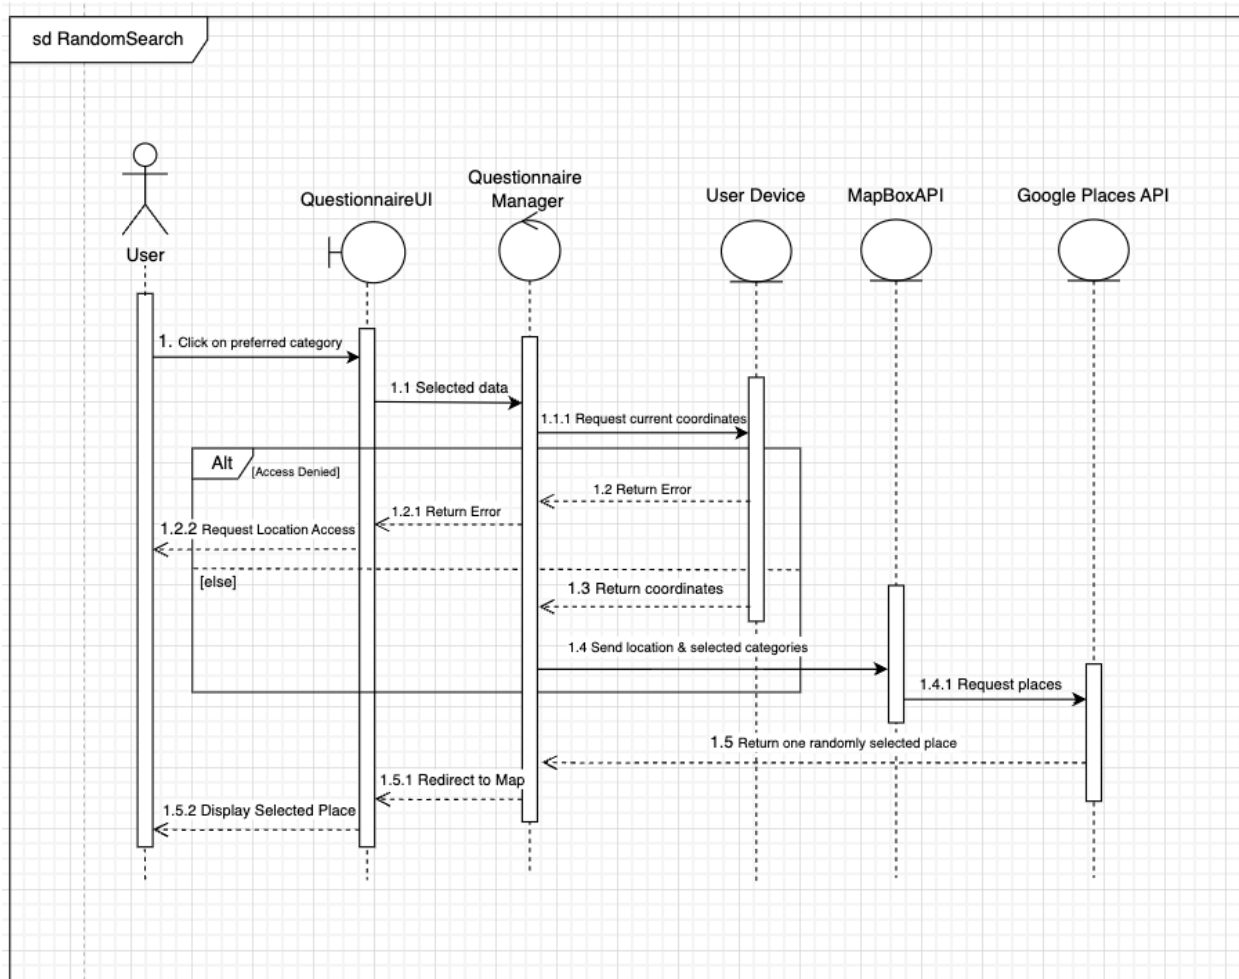 sd RandomSearch
Questionnaire
Manager
User Device
MapBoxAPI
Google Places API
QuestionnaireUI
User
1. Click on preferred category
1.1 Selected data
1.1.1 Request current coordinates
Alt
[Access Denied]
1.2 Return Error
1.2.1 Return Error
1.2.2 Request Location Access
[else]
1.3 Return coordinates
1.4 Send location & selected categories
1.4.1 Request places
1.5 Return one randomly selected place
1.5.1 Redirect to Map
1.5.2 Display Selected Place